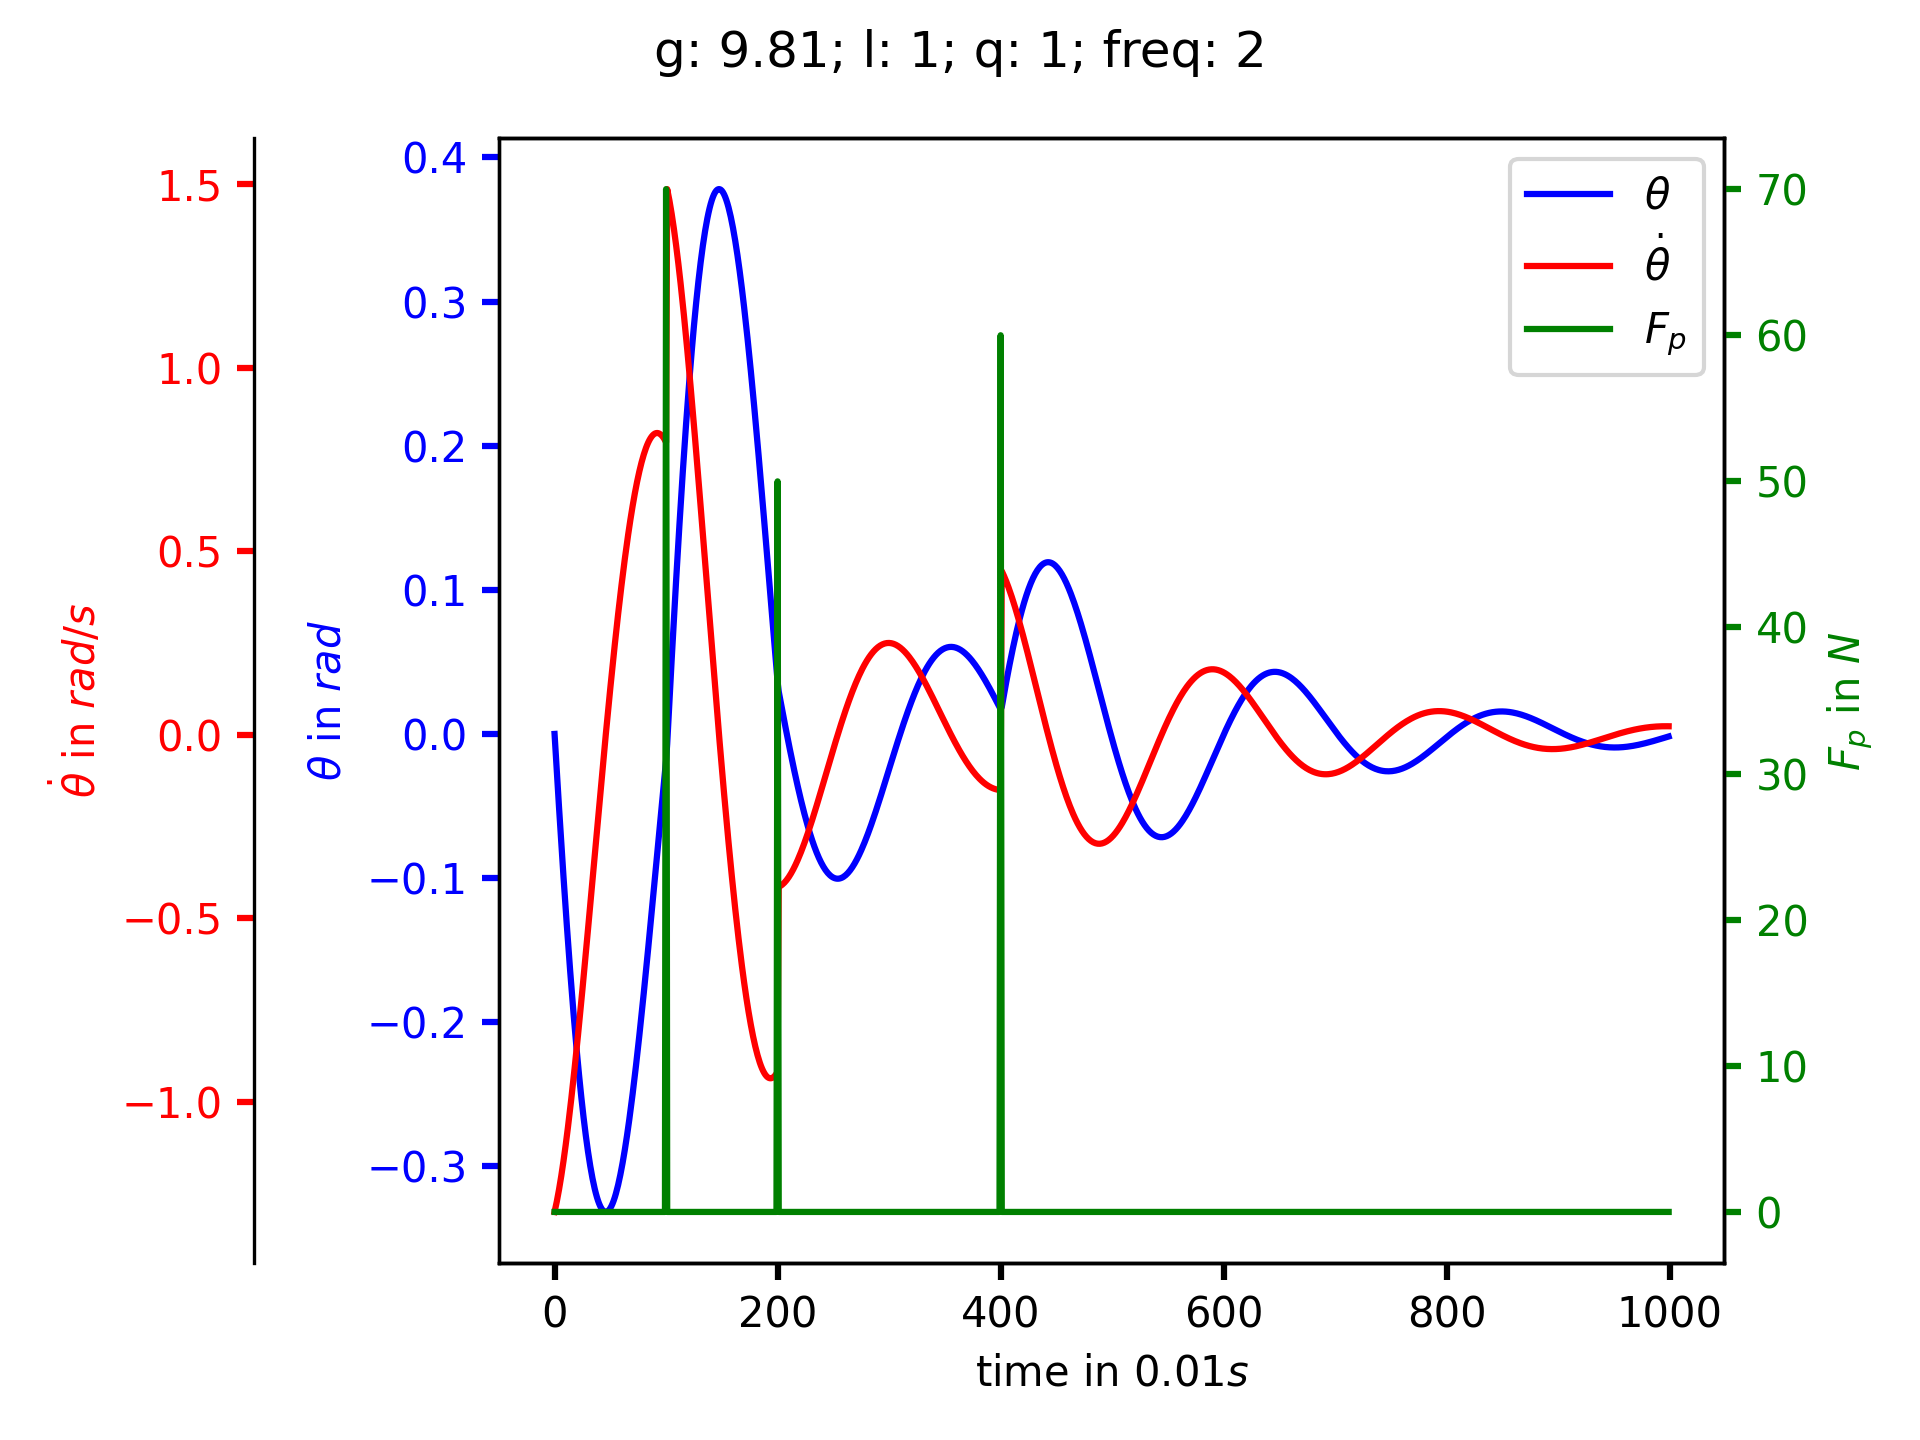 g: 9.81; l: 1; q: 1; freq: 2
θ
θ̇
F_p
θ̇ in rad/s
1.5
1.0
0.5
0.0
−0.5
−1.0
θ in rad
0.4
0.3
0.2
0.1
0.0
−0.1
−0.2
−0.3
F_p in N
70
60
50
40
30
20
10
0
0 200 400 600 800 1000
time in 0.01s